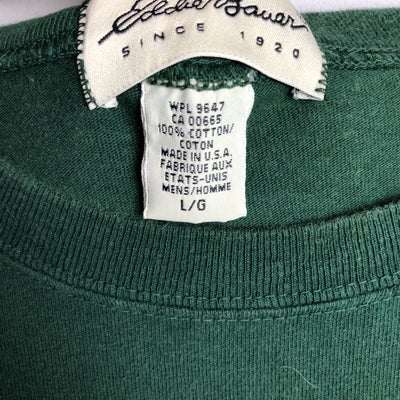 Eddie Bauer
SINCE 1920
WPL 9647
CA 00665
100% COTTON/
COTON
MADE IN U.S.A.
FABRIQUE AUX
ETATS-UNIS
MENS/HOMME
L/G